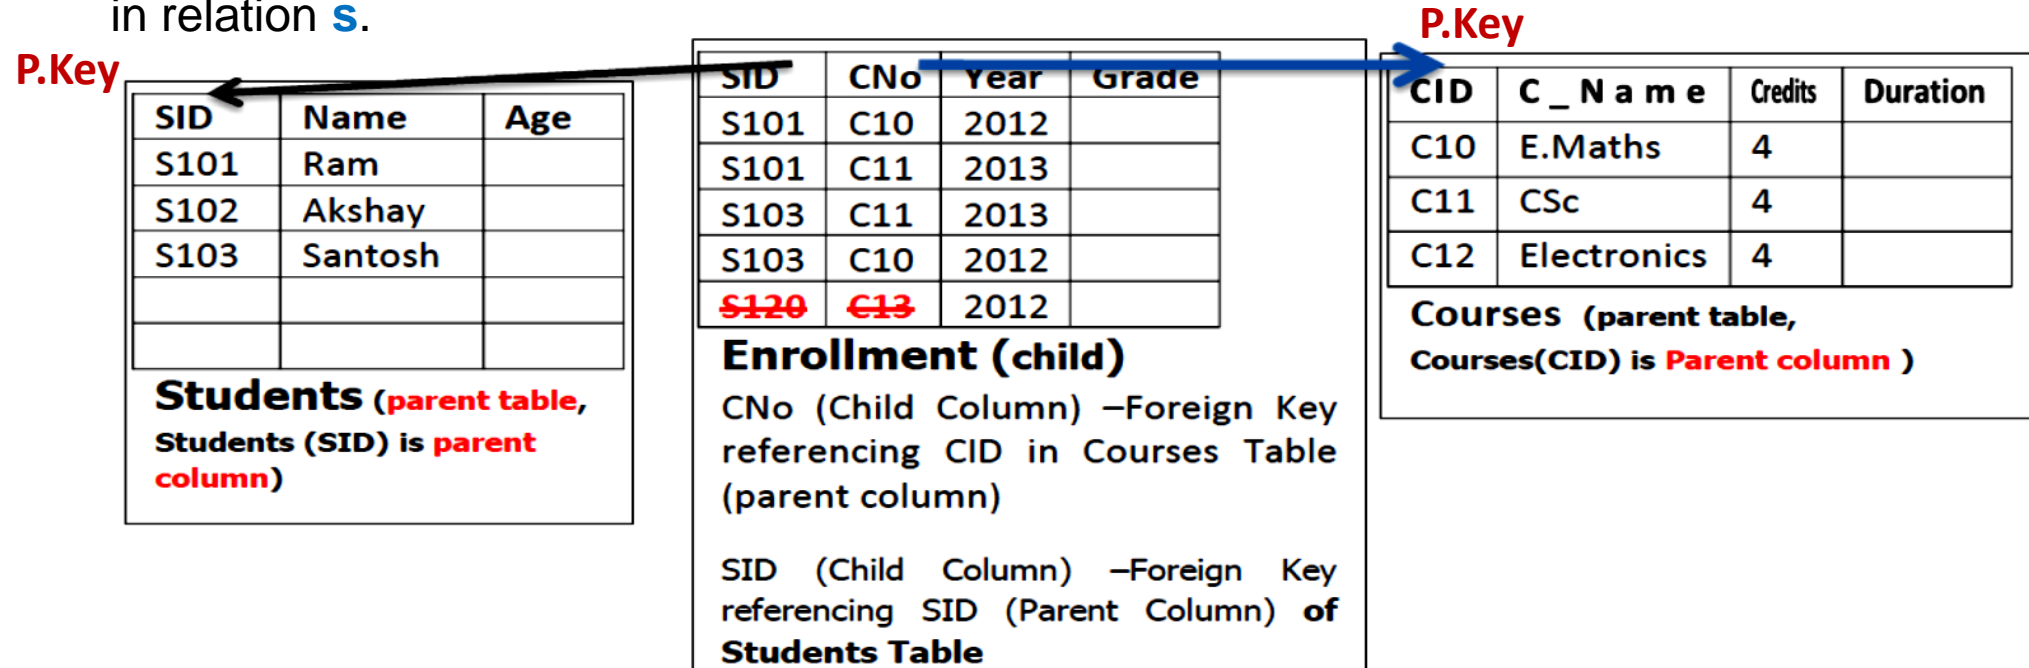 in relation s.
P.Key
SID Name Age
S101 Ram
S102 Akshay
S103 Santosh
Students (parent table,
Students (SID) is parent
column)
SID CNo Year Grade
S101 C10 2012
S101 C11 2013
S103 C11 2013
S103 C10 2012
S120 C13 2012
Enrollment (child)
CNo (Child Column) –Foreign Key
referencing CID in Courses Table
(parent column)
SID (Child Column) –Foreign Key
referencing SID (Parent Column) of
Students Table
P.Key
CID C_Name Credits Duration
C10 E.Maths 4
C11 CSc 4
C12 Electronics 4
Courses (parent table,
Courses(CID) is Parent column )